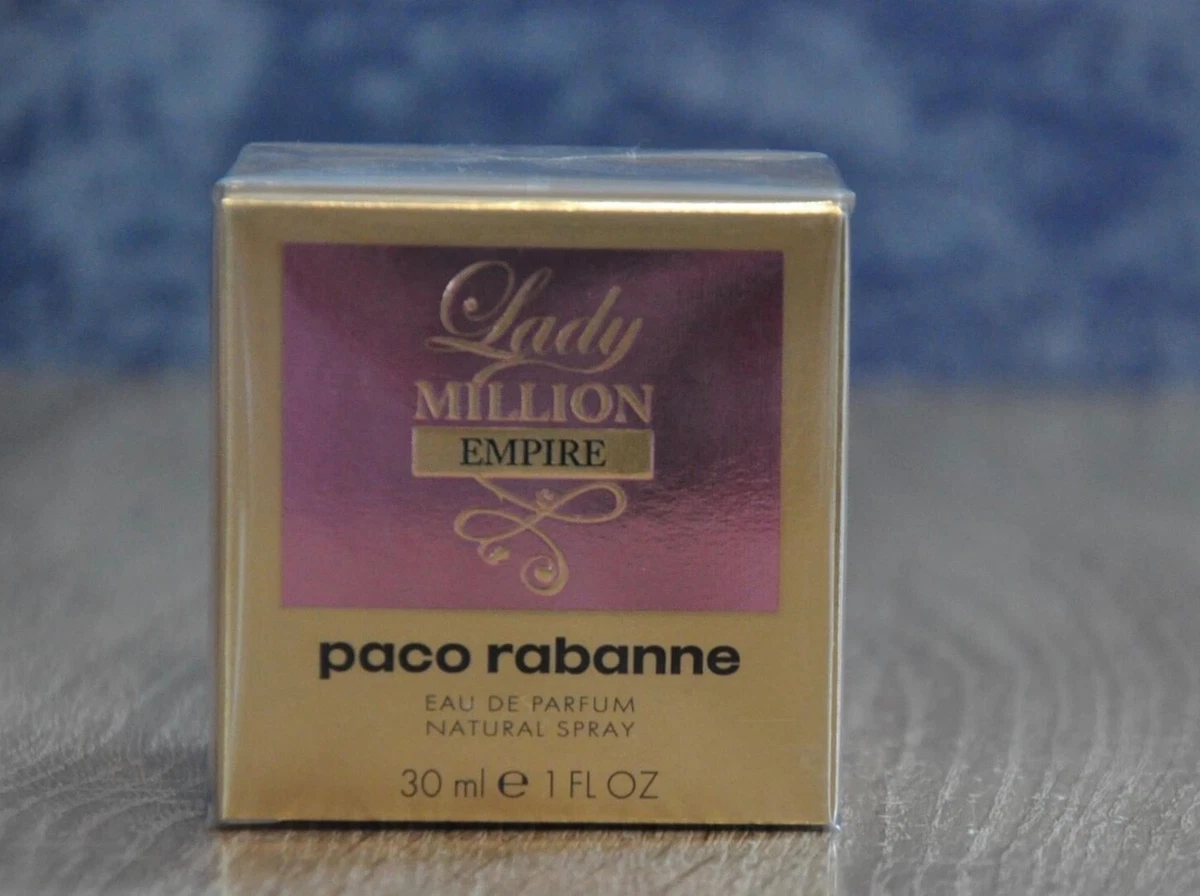 Lady
MILLION
EMPIRE
paco rabanne
EAU DE PARFUM
NATURAL SPRAY
30 ml ℮ 1 FL OZ